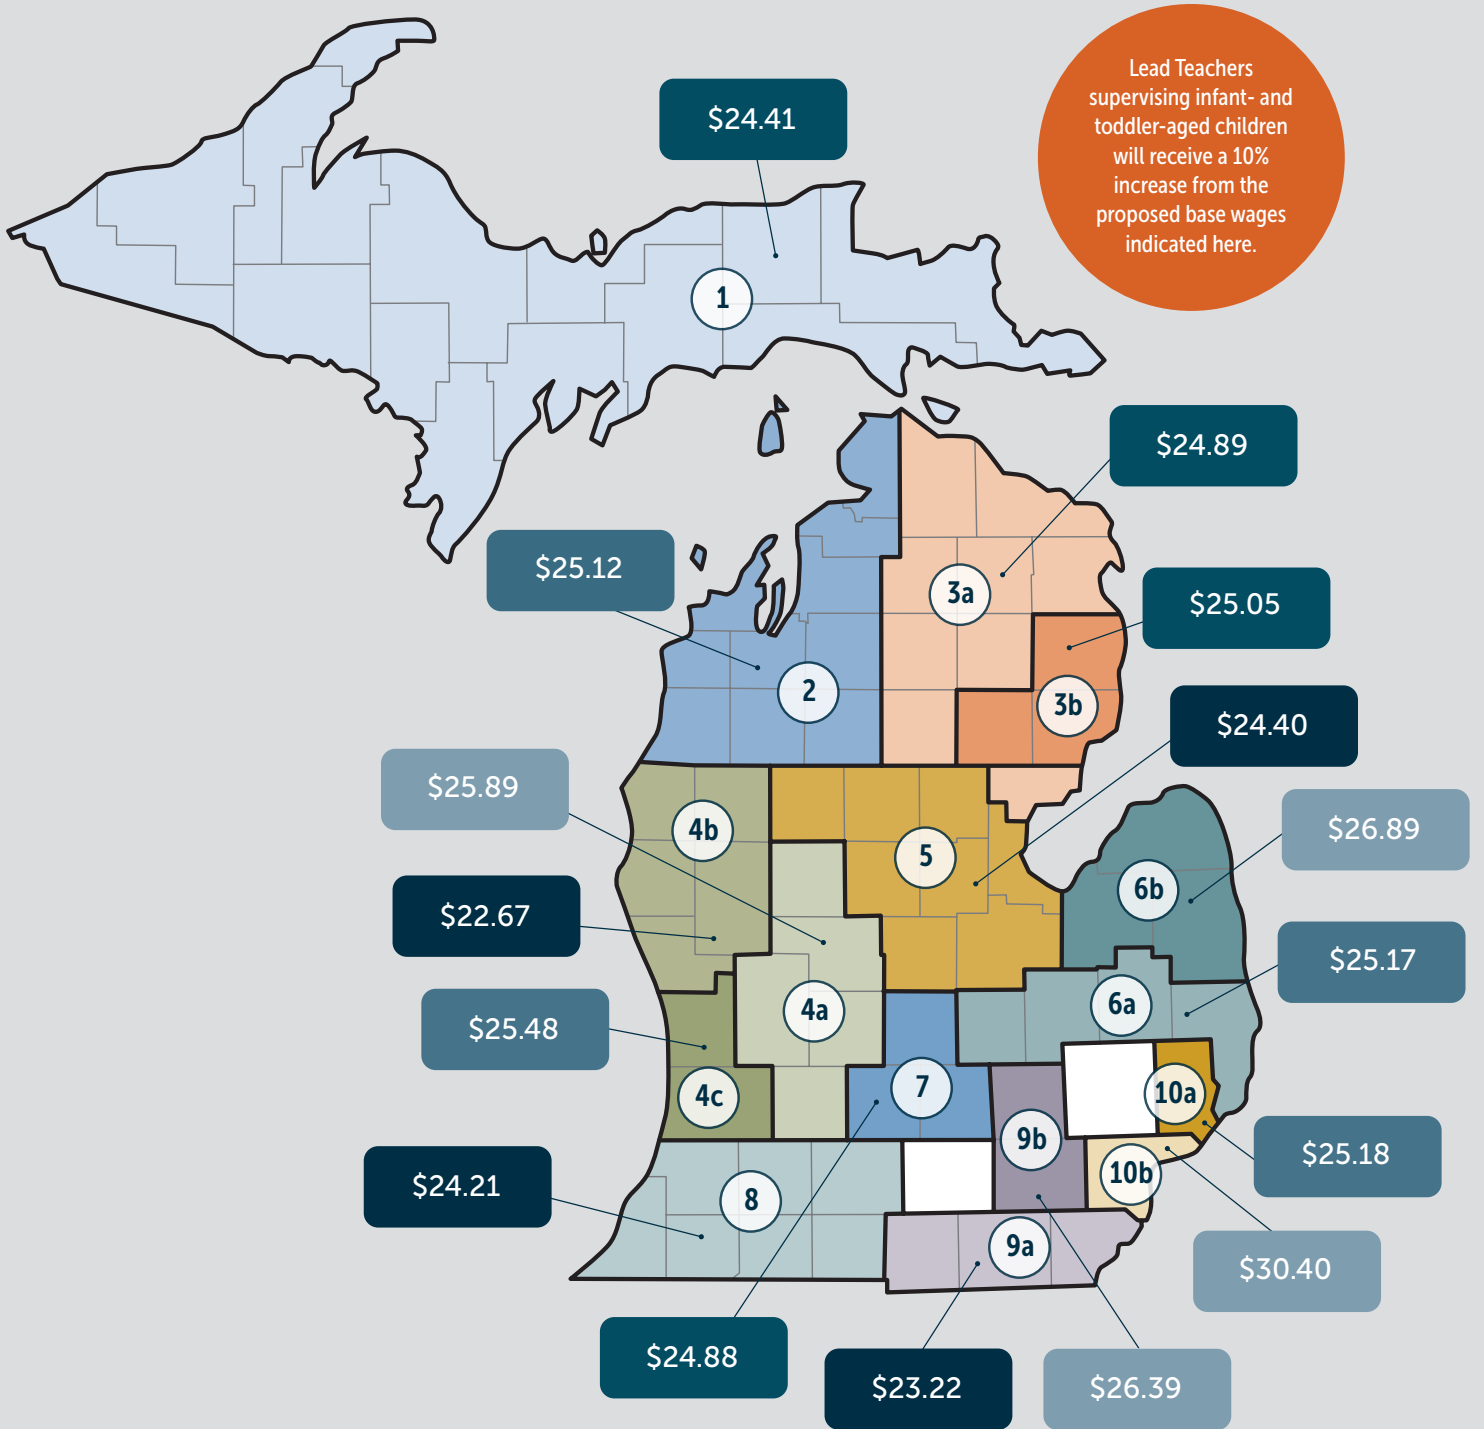 Lead Teachers
supervising infant- and
toddler-aged children
will receive a 10%
increase from the
proposed base wages
indicated here.
$24.41
1
$24.89
$25.12
3a
$25.05
2
3b
$24.40
$25.89
4b
5
$26.89
6b
$22.67
$25.17
4a
6a
$25.48
4c
7
10a
9b
$25.18
10b
$24.21
8
9a
$30.40
$24.88
$23.22
$26.39